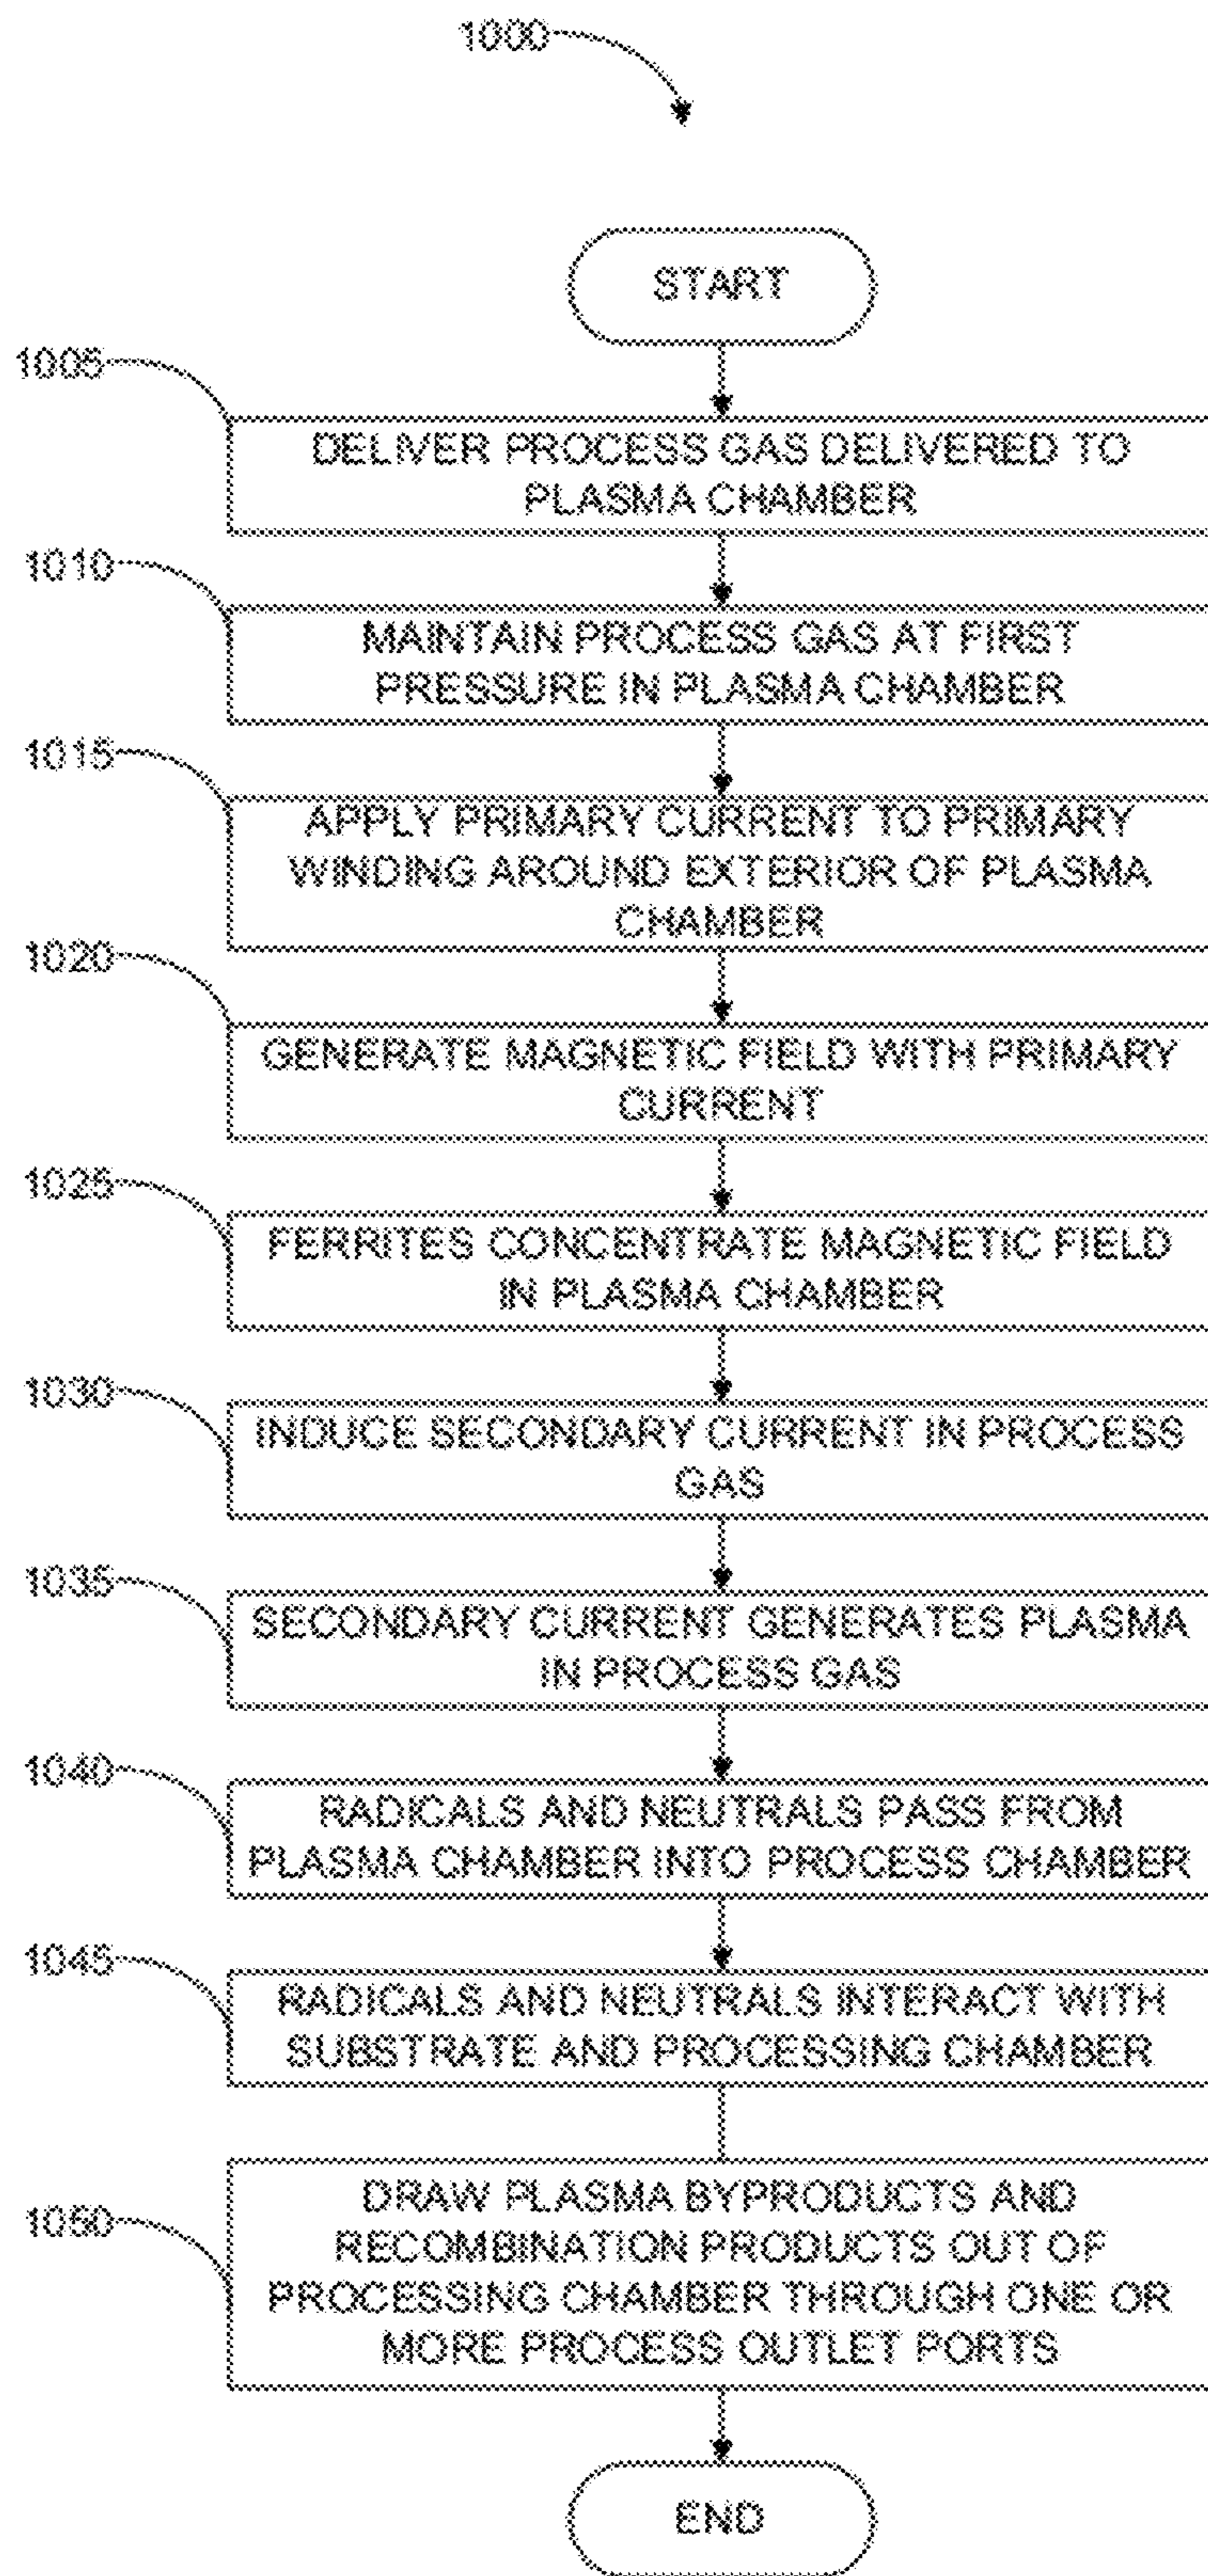 1000
START
1005
DELIVER PROCESS GAS DELIVERED TO
PLASMA CHAMBER
1010
MAINTAIN PROCESS GAS AT FIRST
PRESSURE IN PLASMA CHAMBER
1015
APPLY PRIMARY CURRENT TO PRIMARY
WINDING AROUND EXTERIOR OF PLASMA
CHAMBER
1020
GENERATE MAGNETIC FIELD WITH PRIMARY
CURRENT
1025
FERRITES CONCENTRATE MAGNETIC FIELD
IN PLASMA CHAMBER
1030
INDUCE SECONDARY CURRENT IN PROCESS
GAS
1035
SECONDARY CURRENT GENERATES PLASMA
IN PROCESS GAS
1040
RADICALS AND NEUTRALS PASS FROM
PLASMA CHAMBER INTO PROCESS CHAMBER
1045
RADICALS AND NEUTRALS INTERACT WITH
SUBSTRATE AND PROCESSING CHAMBER
1050
DRAW PLASMA BYPRODUCTS AND
RECOMBINATION PRODUCTS OUT OF
PROCESSING CHAMBER THROUGH ONE OR
MORE PROCESS OUTLET PORTS
END